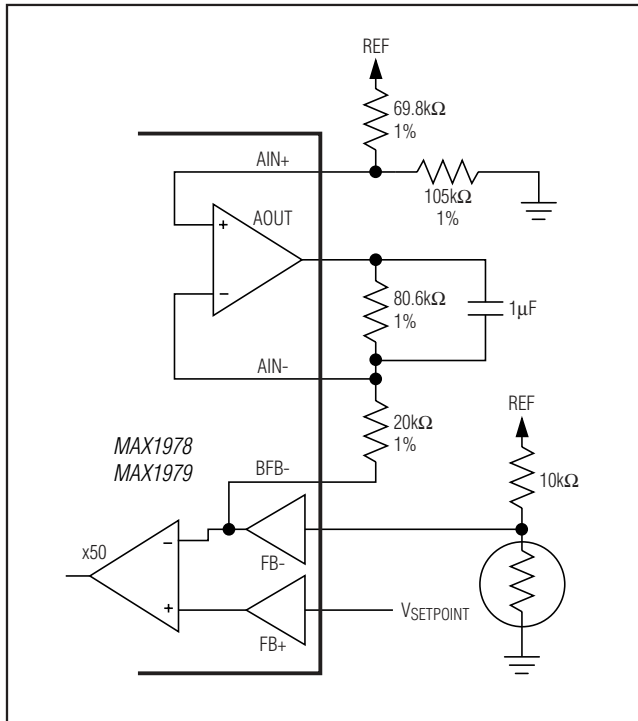 REF
69.8kΩ
1%
AIN+
105kΩ
1%
AOUT
+
−
80.6kΩ
1%
1µF
AIN-
20kΩ
1%
REF
10kΩ
MAX1978
MAX1979
BFB-
x50
−
FB-
+
FB+
VSETPOINT